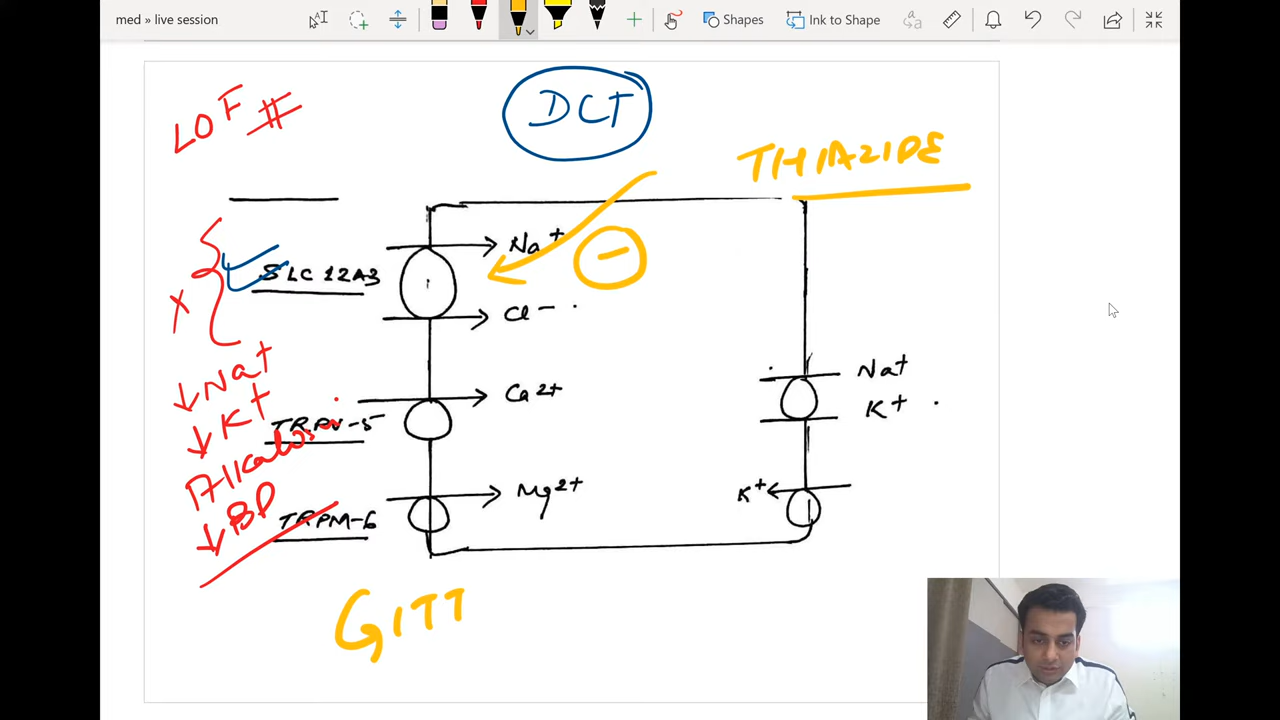 med » live session
Shapes
Ink to Shape
LOF
DCT
THIAZIDE
Na+
SLC 12A3
Cl-
X
↓Na+
↓K+
Alkalosis
↓BP
Ca2+
TRPV-5
Mg2+
TRPM-6
Na+
K+
K+
GITT